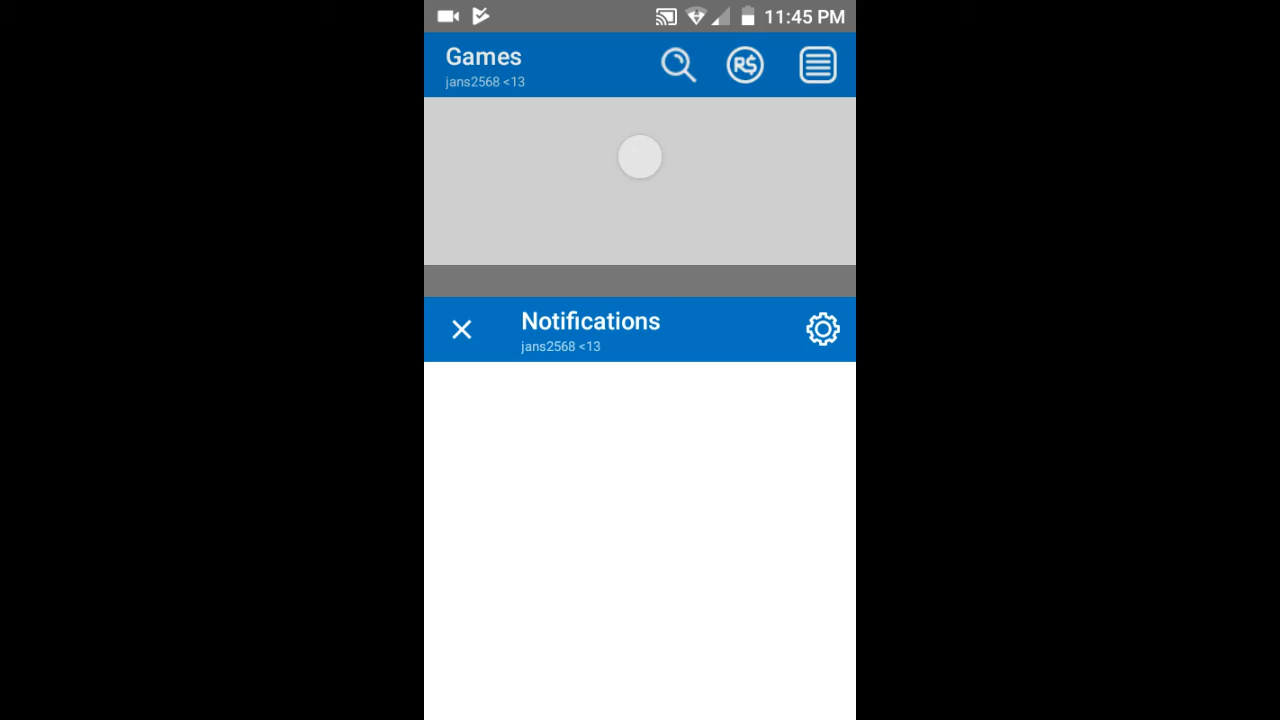 11:45 PM
Games
jans2568 <13
R$
Notifications
jans2568 <13